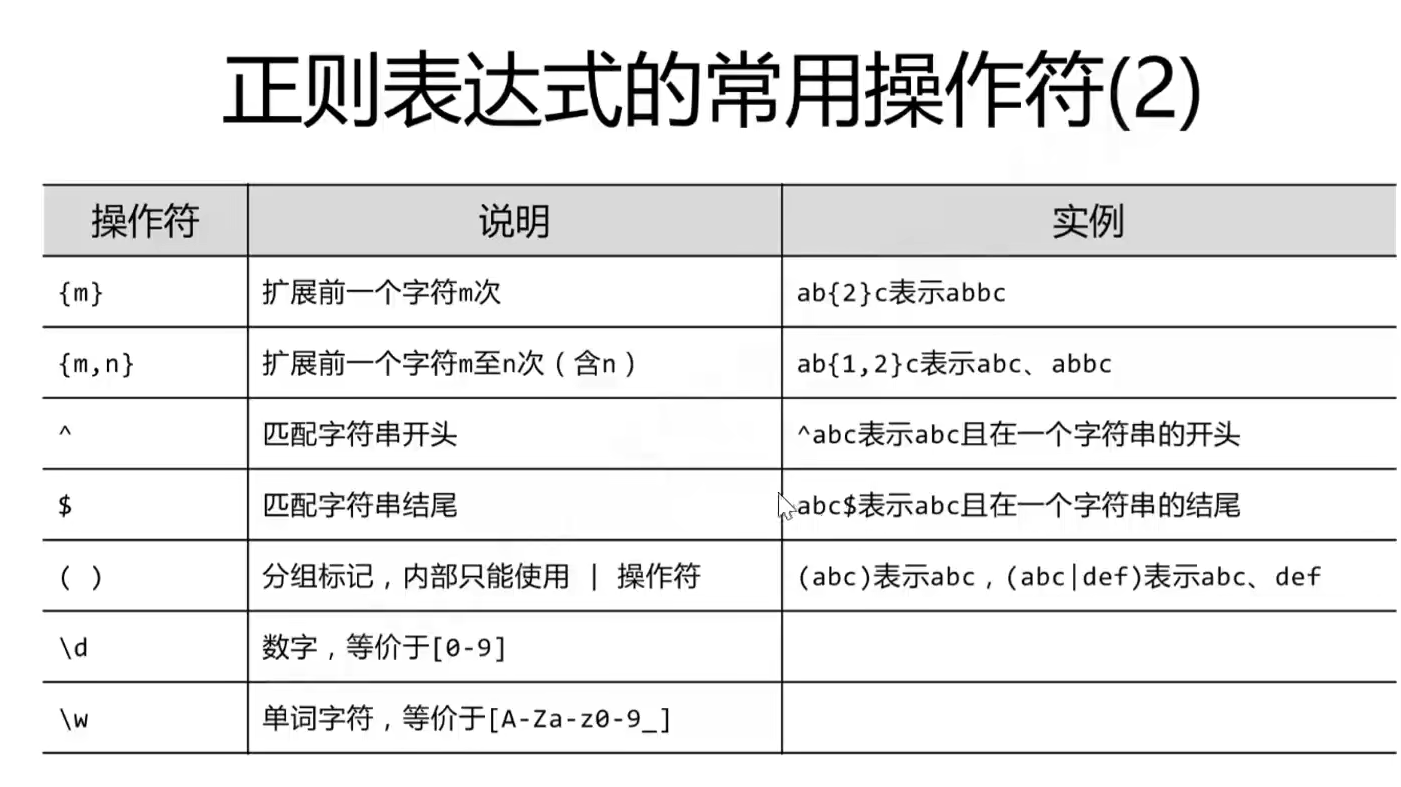 正则表达式的常用操作符(2)
操作符 说明 实例
{m} 扩展前一个字符m次 ab{2}c表示abbc
{m,n} 扩展前一个字符m至n次（含n） ab{1,2}c表示abc、abbc
^ 匹配字符串开头 ^abc表示abc且在一个字符串的开头
$ 匹配字符串结尾 abc$表示abc且在一个字符串的结尾
( ) 分组标记，内部只能使用 | 操作符 (abc)表示abc，(abc|def)表示abc、def
\d 数字，等价于[0-9]
\w 单词字符，等价于[A-Za-z0-9_]